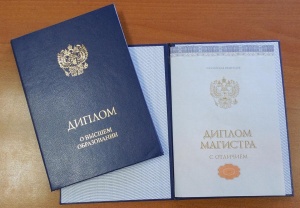 ДИПЛОМ
О ВЫСШЕМ
ОБРАЗОВАНИИ
ДИПЛОМ
МАГИСТРА
С ОТЛИЧИЕМ